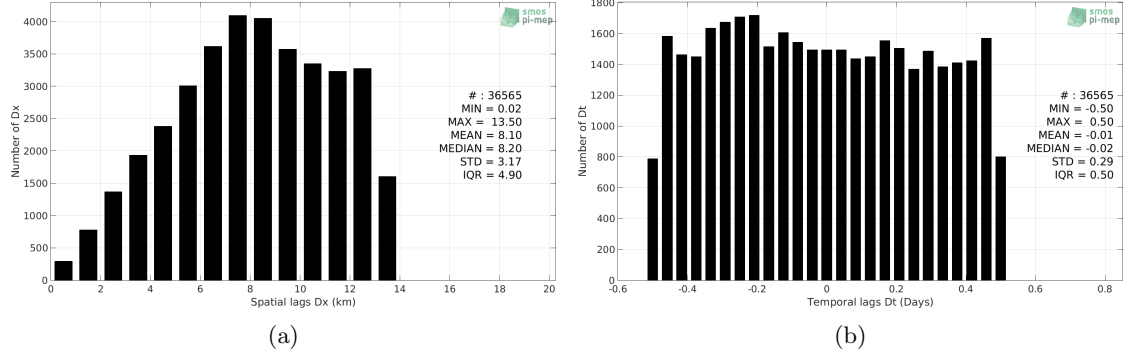 4000
3500
3000
2500
2000
1500
1000
500
0
Number of Dx
smos
pi-mep
# : 36565
MIN = 0.02
MAX = 13.50
MEAN = 8.10
MEDIAN = 8.20
STD = 3.17
IQR = 4.90
0 2 4 6 8 10 12 14 16 18 20
Spatial lags Dx (km)
(a)
1800
1600
1400
1200
1000
800
600
400
200
0
Number of Dt
smos
pi-mep
# : 36565
MIN = -0.50
MAX = 0.50
MEAN = -0.01
MEDIAN = -0.02
STD = 0.29
IQR = 0.50
-0.6 -0.4 -0.2 0 0.2 0.4 0.6 0.8
Temporal lags Dt (Days)
(b)